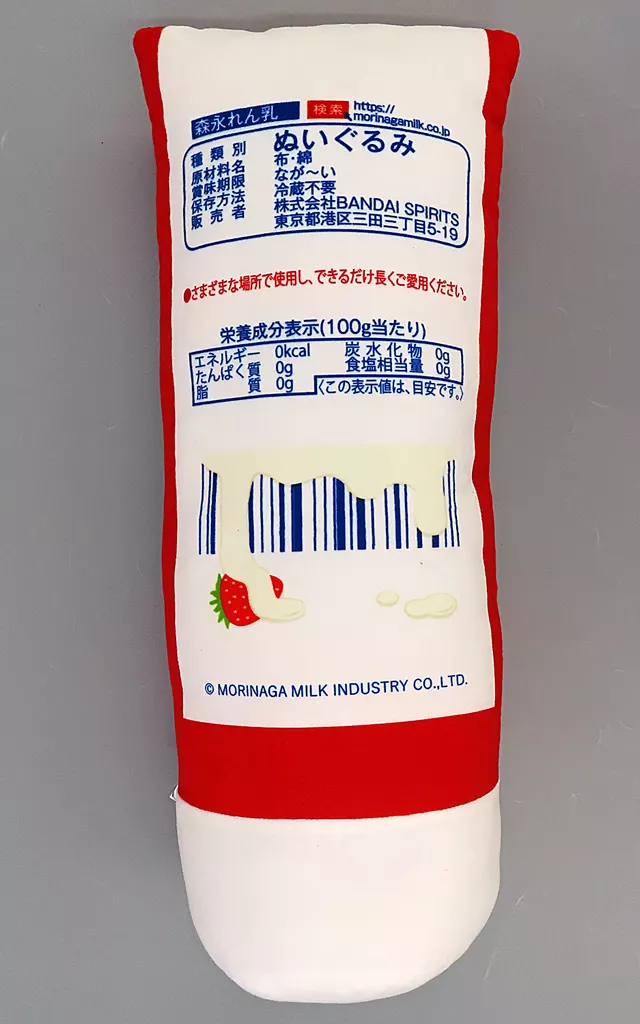 森永れん乳 検索 https://morinagamilk.co.jp
種類別 ぬいぐるみ
原材料名 布・綿
賞味期限 なが〜い
保存方法 冷蔵不要
販売者 株式会社BANDAI SPIRITS
東京都港区三田三丁目5-19
●さまざまな場所で使用し、できるだけ長くご愛用ください。
栄養成分表示(100g当たり)
エネルギー 0kcal 炭水化物 0g
たんぱく質 0g 食塩相当量 0g
脂質 0g 〈この表示値は、目安です。〉
© MORINAGA MILK INDUSTRY CO.,LTD.